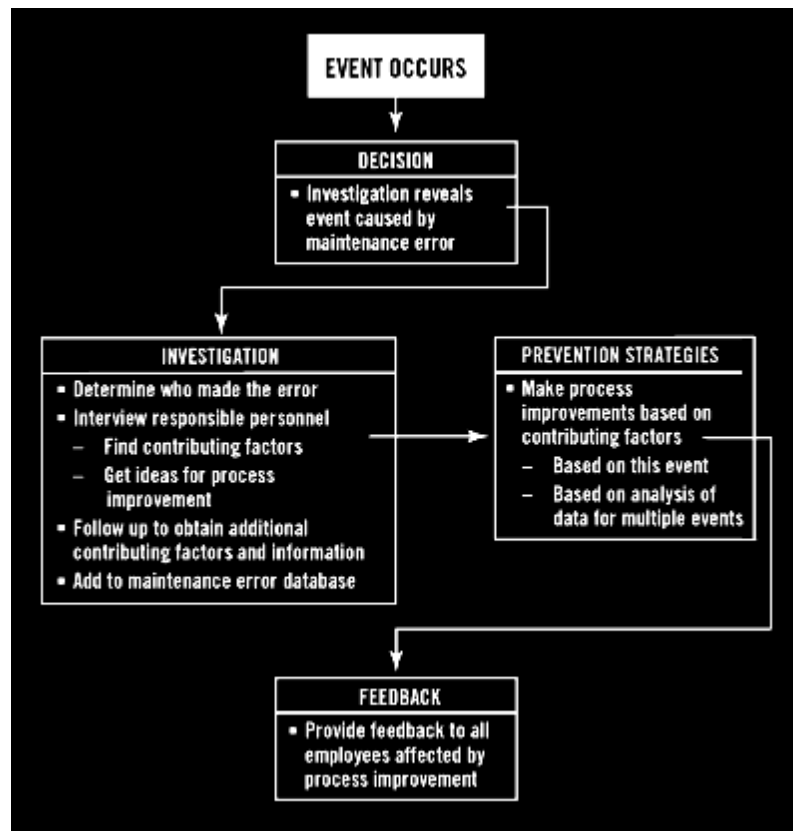 EVENT OCCURS
DECISION
▪ Investigation reveals
event caused by
maintenance error
INVESTIGATION
▪ Determine who made the error
▪ Interview responsible personnel
– Find contributing factors
– Get ideas for process
improvement
▪ Follow up to obtain additional
contributing factors and information
▪ Add to maintenance error database
PREVENTION STRATEGIES
▪ Make process
improvements based on
contributing factors
– Based on this event
– Based on analysis of
data for multiple events
FEEDBACK
▪ Provide feedback to all
employees affected by
process improvement